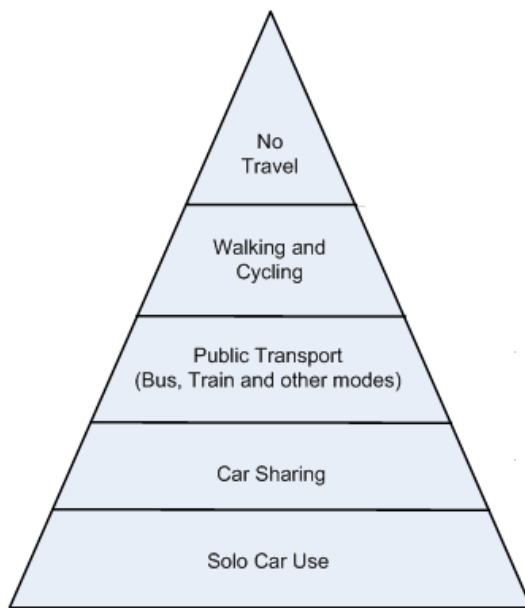 No
Travel
Walking and
Cycling
Public Transport
(Bus, Train and other modes)
Car Sharing
Solo Car Use